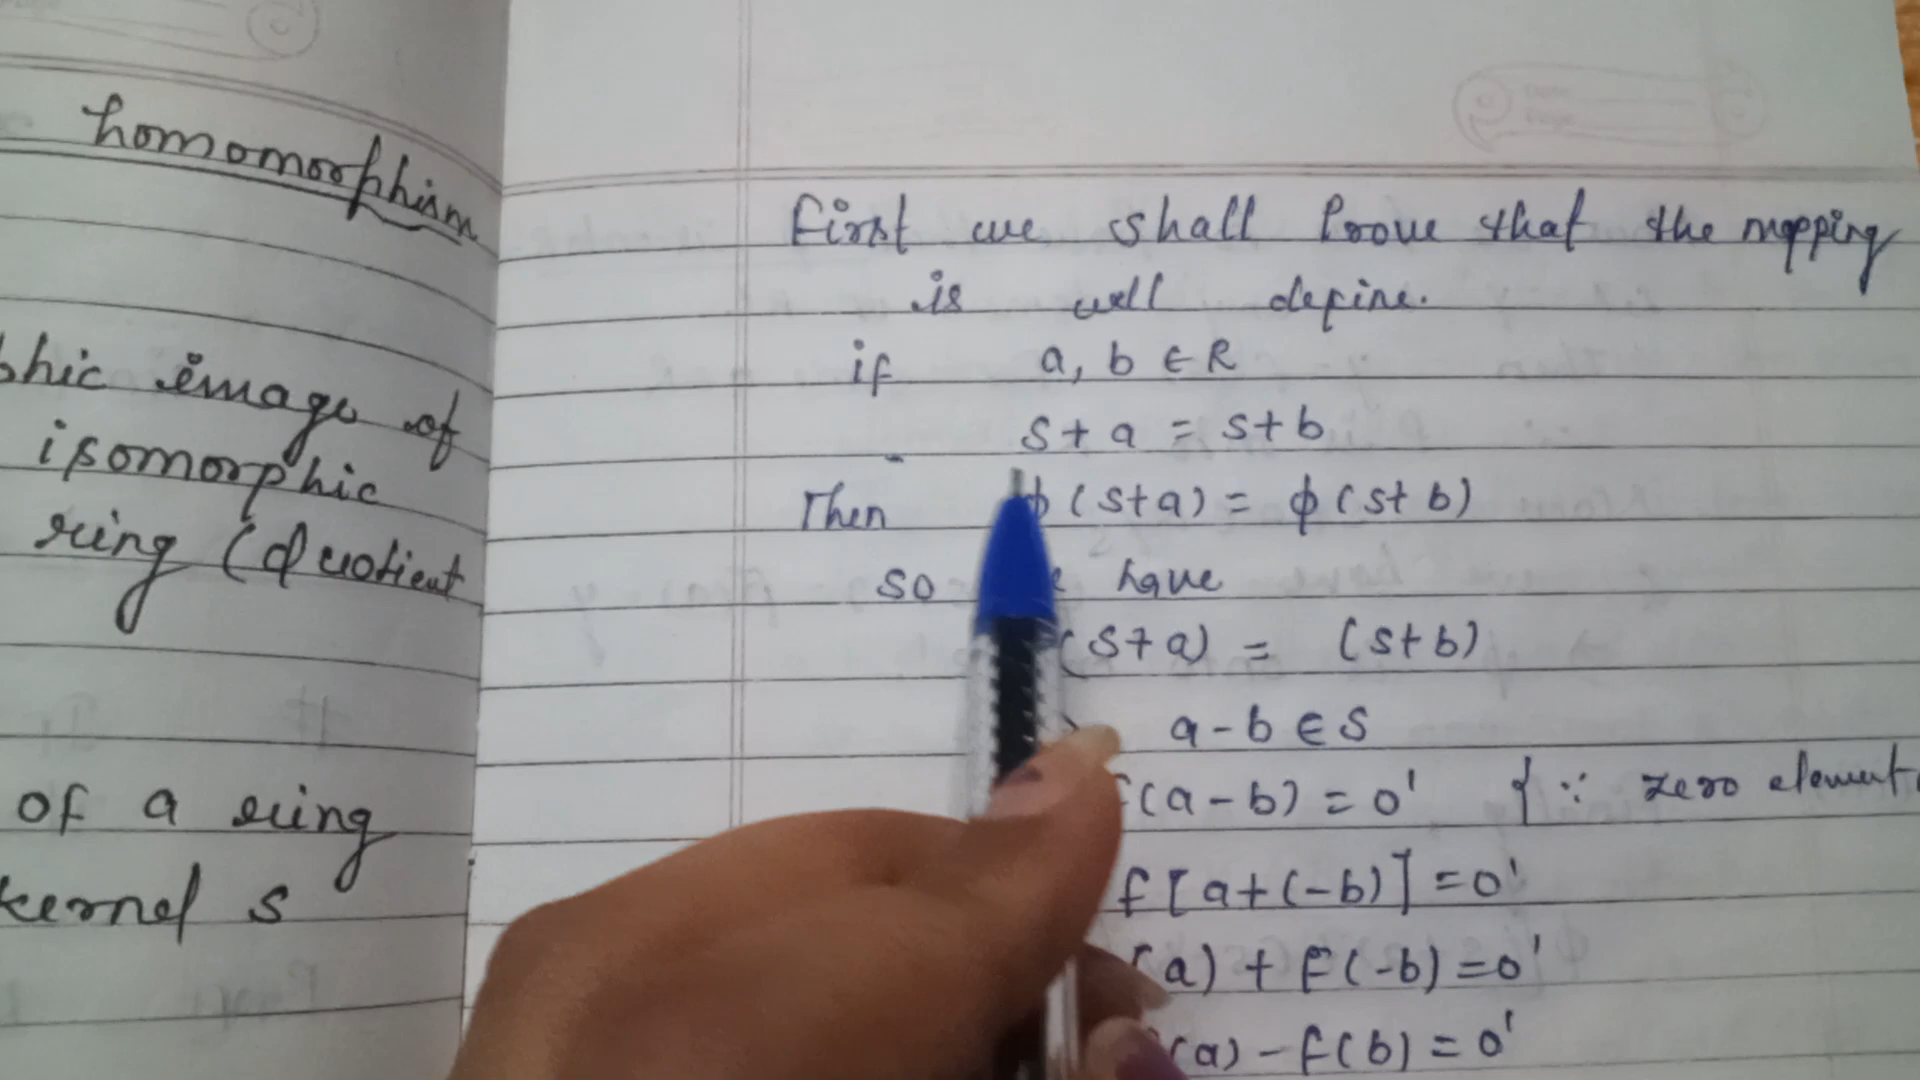 homomorphism
phic image of
isomorphic
ring (Quotient
of a ring
kernel s
First we shall Prove that the mapping
is well define.
if a, b ∈ R
s + a = s + b
Then ϕ (s+a) = ϕ (s+b)
so have
(s+a) = (s+b)
a - b ∈ S
f(a - b) = 0' { ∵ zero element
f [a + (-b)] = 0'
(a) + f(-b) = 0'
(a) - f(b) = 0'